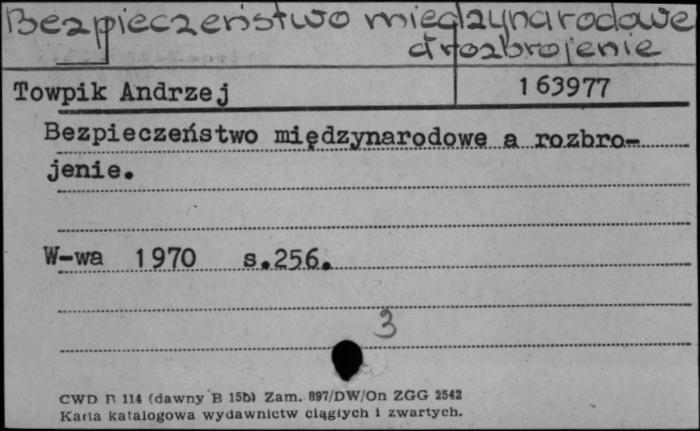 Bezpieczeństwo międzynarodowe
a rozbrojenie
Towpik Andrzej 163977
Bezpieczeństwo międzynarodowe a rozbro-
jenie.
W-wa 1970 s.256.
3
CWD B 114 (dawny B 15b) Zam. 897/DW/On ZGG 2542
Karta katalogowa wydawnictw ciągłych i zwartych.